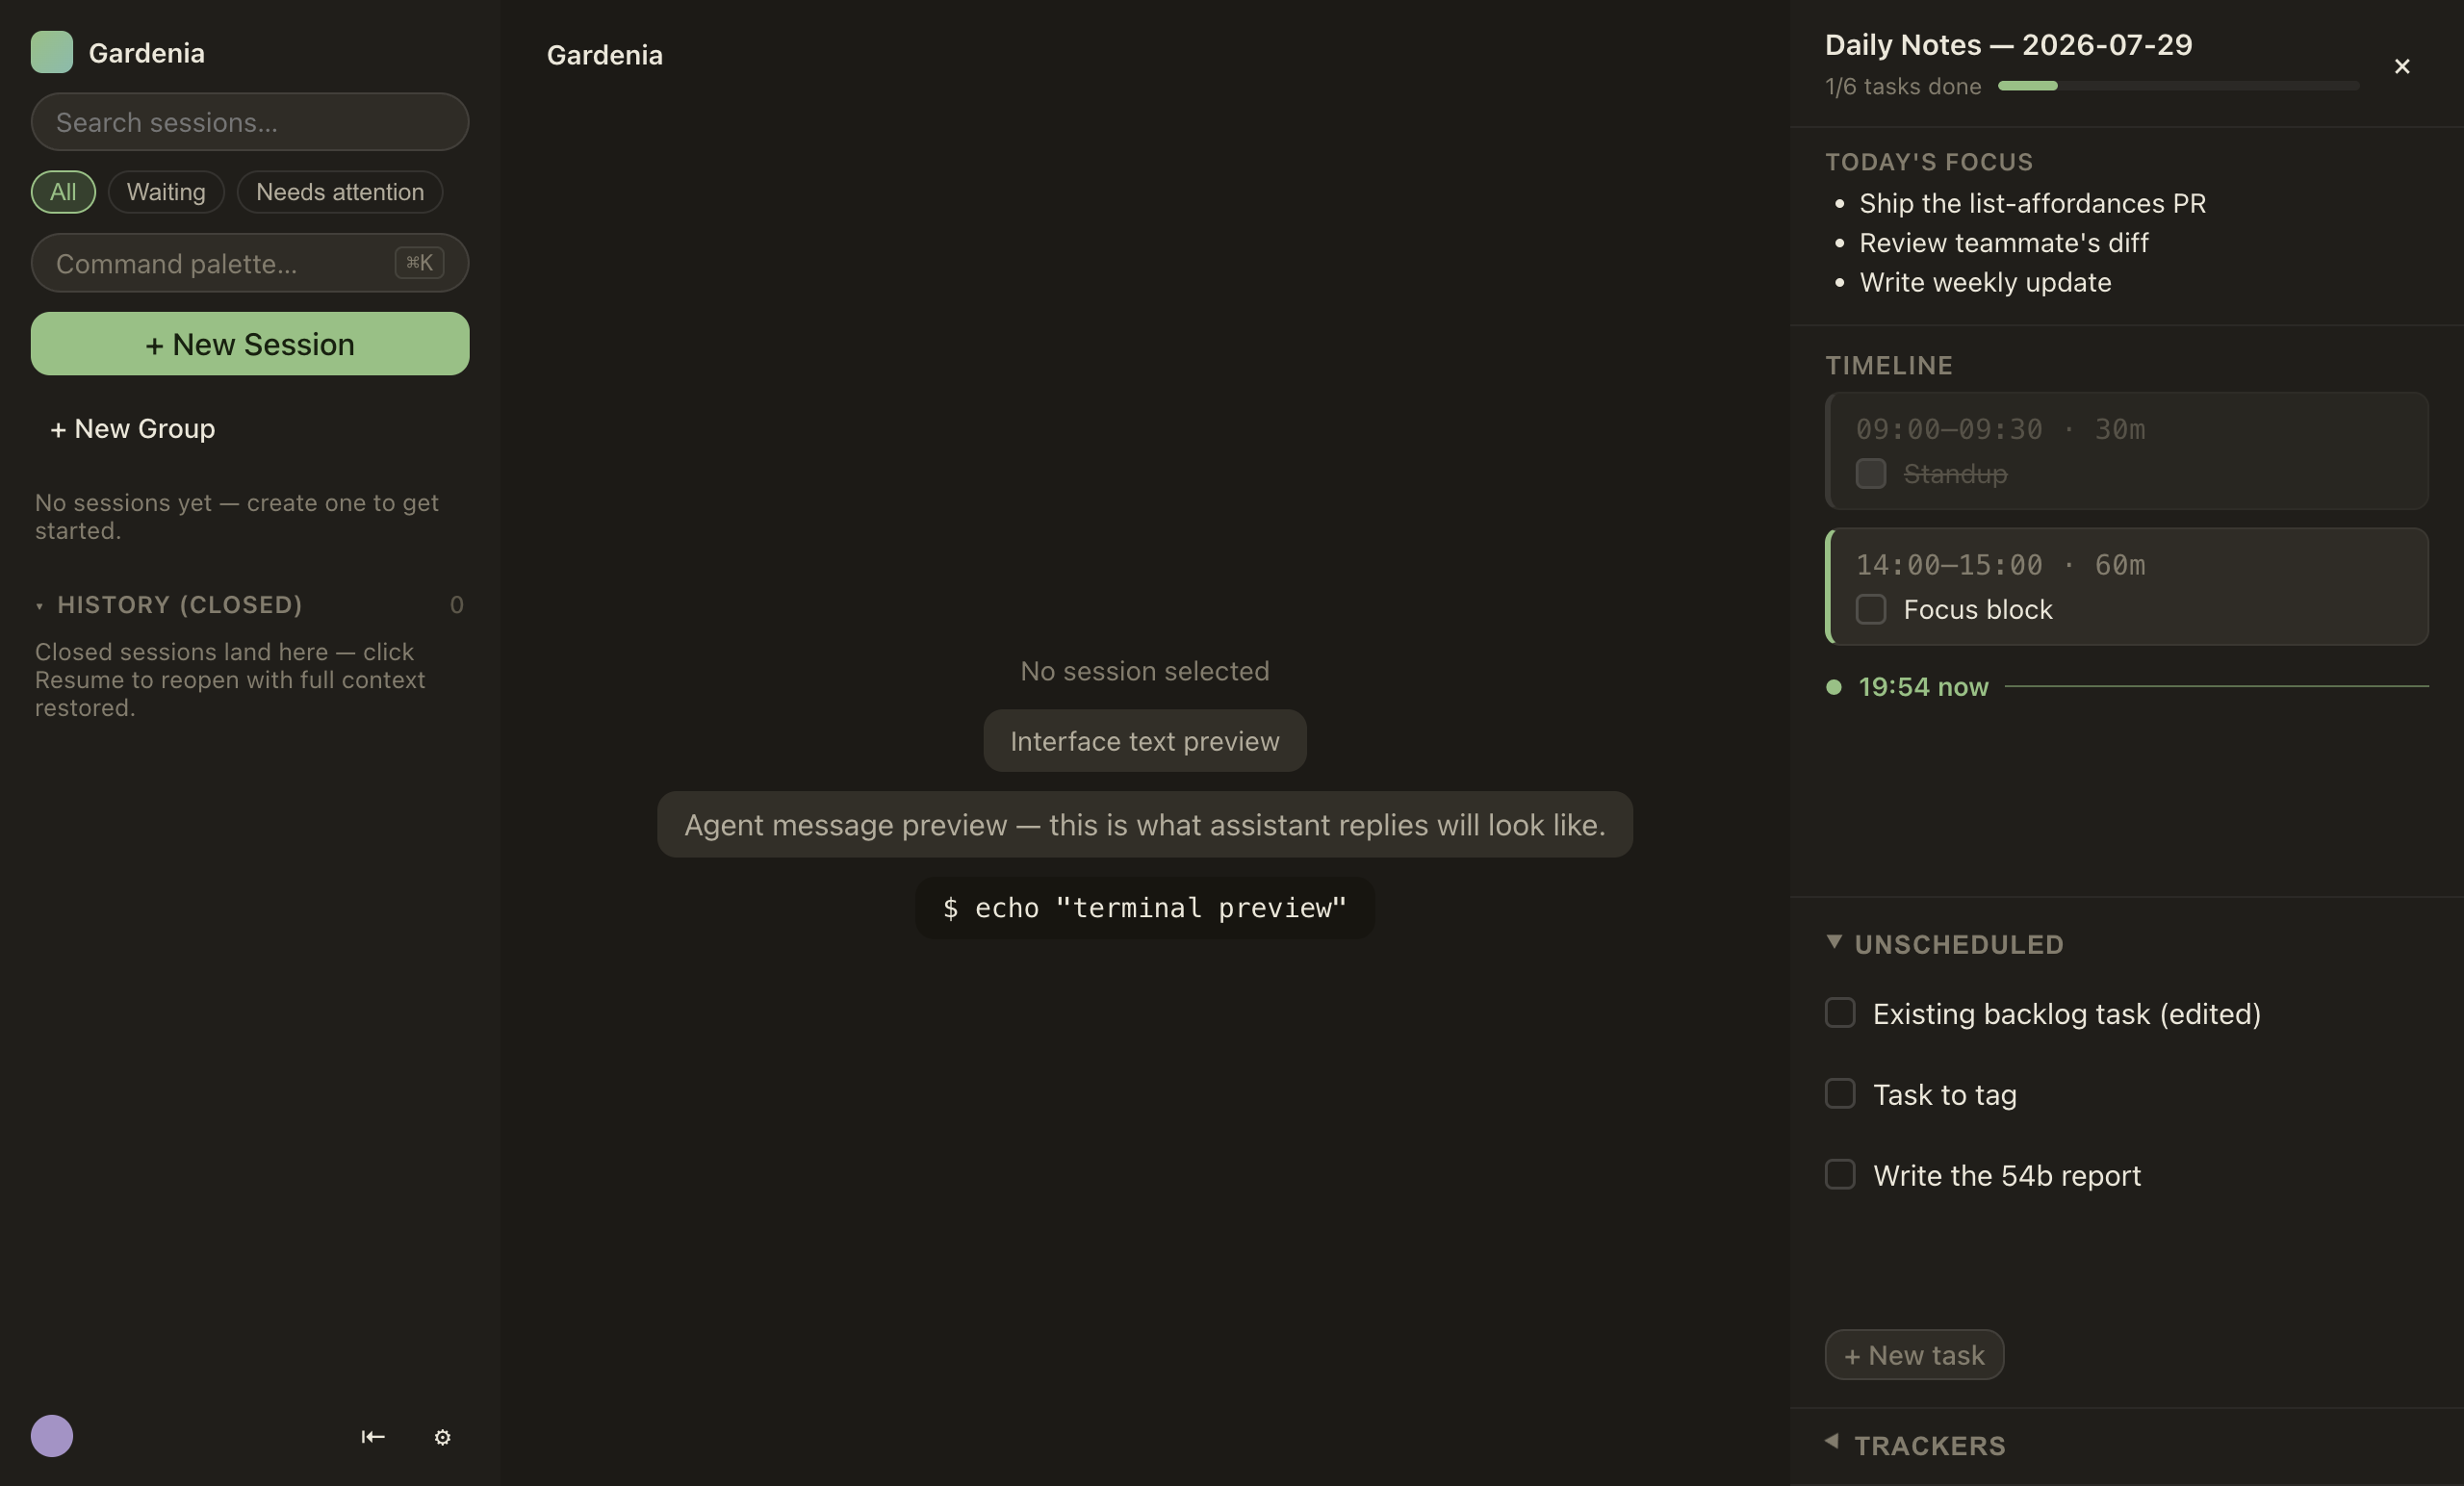 Gardenia
Search sessions...
All
Waiting
Needs attention
Command palette...
⌘K
+ New Session
+ New Group
No sessions yet — create one to get
started.
HISTORY (CLOSED)
0
Closed sessions land here — click
Resume to reopen with full context
restored.
Gardenia
No session selected
Interface text preview
Agent message preview — this is what assistant replies will look like.
$ echo "terminal preview"
Daily Notes — 2026-07-29
1/6 tasks done
×
TODAY'S FOCUS
• Ship the list-affordances PR
• Review teammate's diff
• Write weekly update
TIMELINE
09:00–09:30 · 30m
Standup
14:00–15:00 · 60m
Focus block
19:54 now
UNSCHEDULED
Existing backlog task (edited)
Task to tag
Write the 54b report
+ New task
TRACKERS